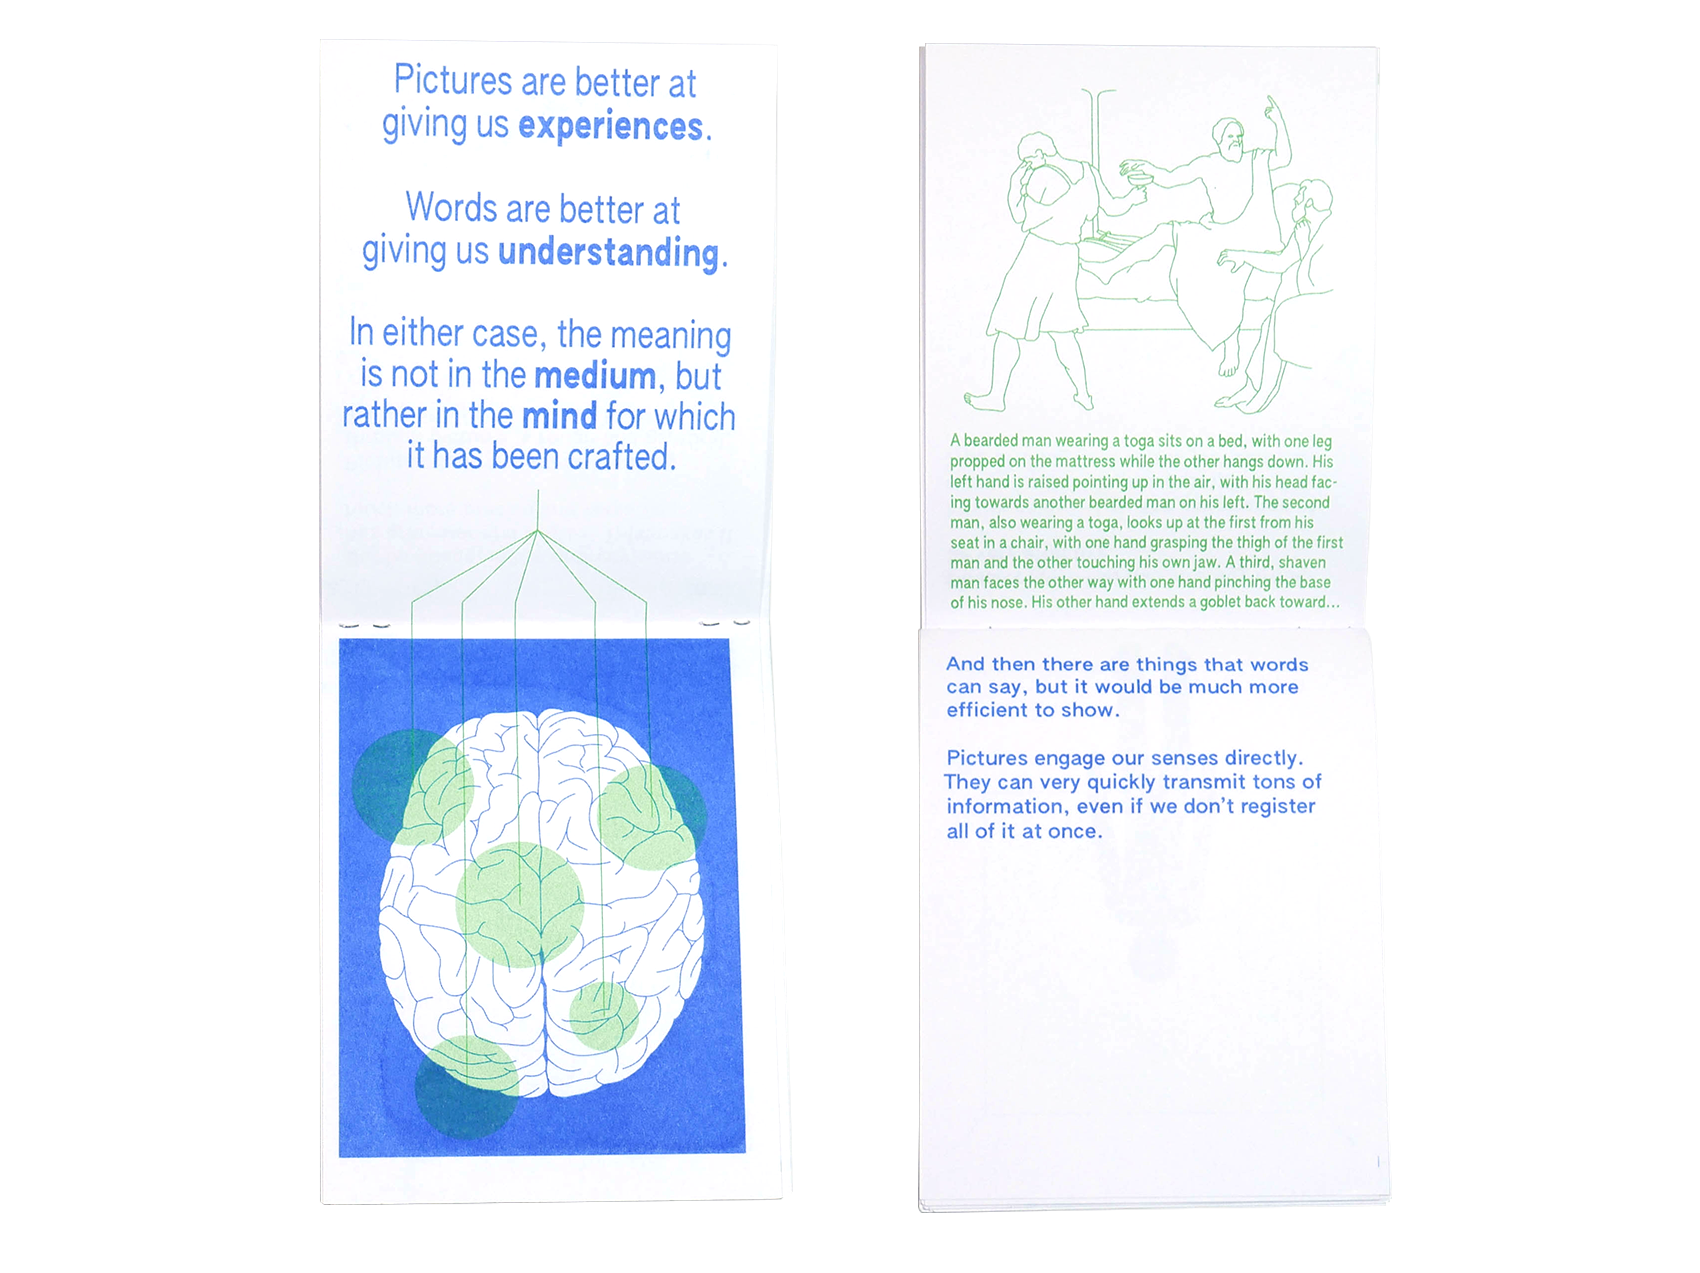 Pictures are better at
giving us experiences.
Words are better at
giving us understanding.
In either case, the meaning
is not in the medium, but
rather in the mind for which
it has been crafted.
A bearded man wearing a toga sits on a bed, with one leg
propped on the mattress while the other hangs down. His
left hand is raised pointing up in the air, with his head fac-
ing towards another bearded man on his left. The second
man, also wearing a toga, looks up at the first from his
seat in a chair, with one hand grasping the thigh of the first
man and the other touching his own jaw. A third, shaven
man faces the other way with one hand pinching the base
of his nose. His other hand extends a goblet back toward...
And then there are things that words
can say, but it would be much more
efficient to show.
Pictures engage our senses directly.
They can very quickly transmit tons of
information, even if we don't register
all of it at once.